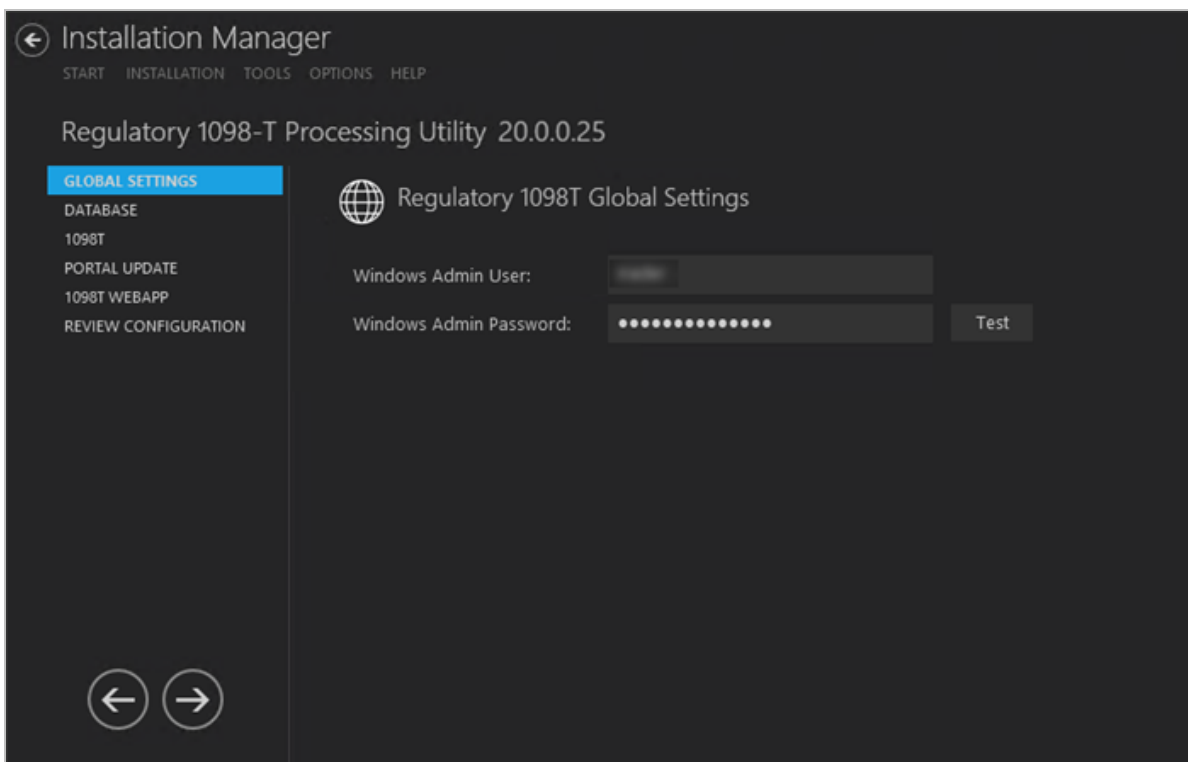 Installation Manager
START INSTALLATION TOOLS OPTIONS HELP
Regulatory 1098-T Processing Utility 20.0.0.25
GLOBAL SETTINGS
DATABASE
1098T
PORTAL UPDATE
1098T WEBAPP
REVIEW CONFIGURATION
Regulatory 1098T Global Settings
Windows Admin User:
Windows Admin Password: ●●●●●●●●●●●●●● Test